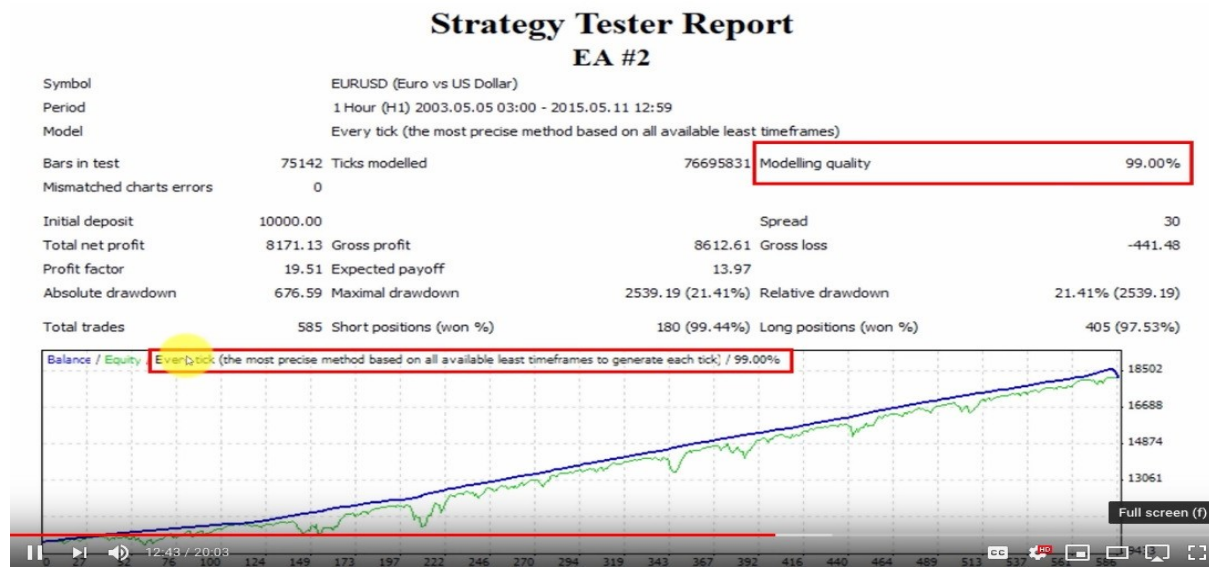 Strategy Tester Report
EA #2
Symbol EURUSD (Euro vs US Dollar)
Period 1 Hour (H1) 2003.05.05 03:00 - 2015.05.11 12:59
Model Every tick (the most precise method based on all available least timeframes)
Bars in test 75142 Ticks modelled 76695831 Modelling quality 99.00%
Mismatched charts errors 0
Initial deposit 10000.00 Spread 30
Total net profit 8171.13 Gross profit 8612.61 Gross loss -441.48
Profit factor 19.51 Expected payoff 13.97
Absolute drawdown 676.59 Maximal drawdown 2539.19 (21.41%) Relative drawdown 21.41% (2539.19)
Total trades 585 Short positions (won %) 180 (99.44%) Long positions (won %) 405 (97.53%)
Balance / Equity / Every tick (the most precise method based on all available least timeframes to generate each tick) / 99.00%
18502
16688
14874
13061
Full screen (f)
12:43 / 20:03 CC HD
0 27 52 76 100 124 149 173 197 222 246 270 294 319 343 367 392 416 440 464 489 513 537 561 586